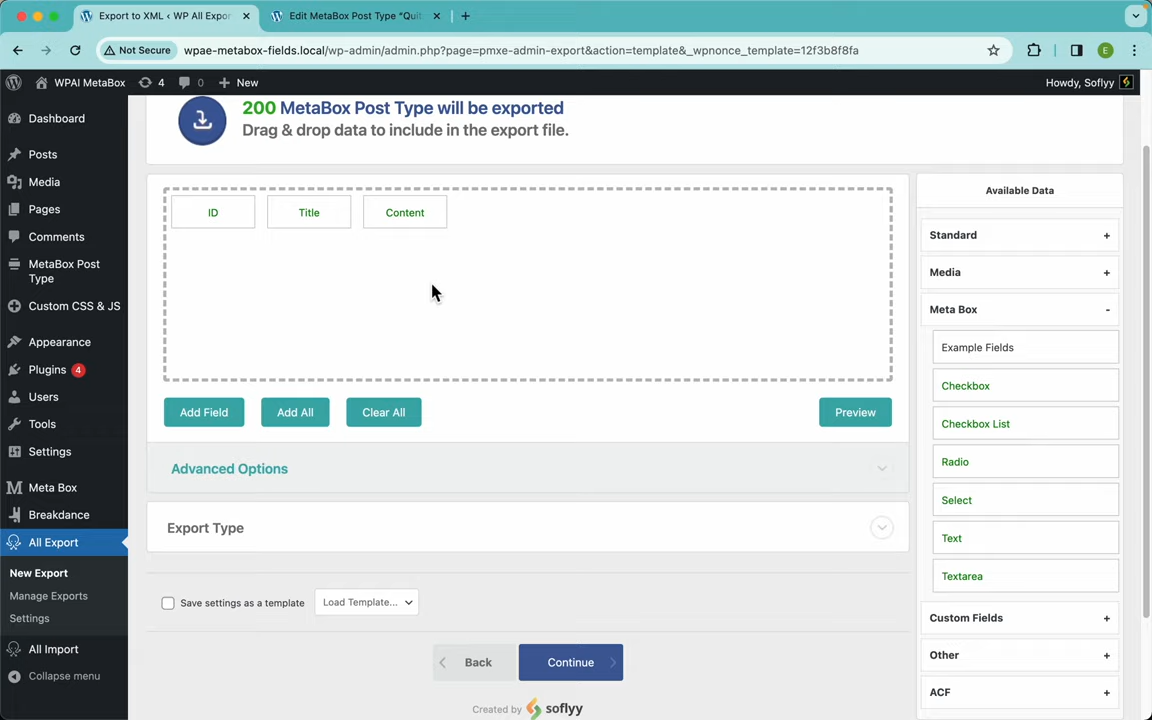 Export to XML ‹ WP All Expor
Edit MetaBox Post Type "Quit
Not Secure
wpae-metabox-fields.local/wp-admin/admin.php?page=pmxe-admin-export&action=template&_wpnonce_template=12f3b8f8fa
E
WPAI MetaBox
4
0
New
Howdy, Soflyy
Dashboard
Posts
Media
Pages
Comments
MetaBox Post
Type
Custom CSS & JS
Appearance
Plugins 4
Users
Tools
Settings
Meta Box
Breakdance
All Export
New Export
Manage Exports
Settings
All Import
Collapse menu
200 MetaBox Post Type will be exported
Drag & drop data to include in the export file.
ID
Title
Content
Add Field
Add All
Clear All
Preview
Advanced Options
Export Type
Save settings as a template
Load Template...
Back
Continue
Created by soflyy
Available Data
Standard +
Media +
Meta Box -
Example Fields
Checkbox
Checkbox List
Radio
Select
Text
Textarea
Custom Fields +
Other +
ACF +